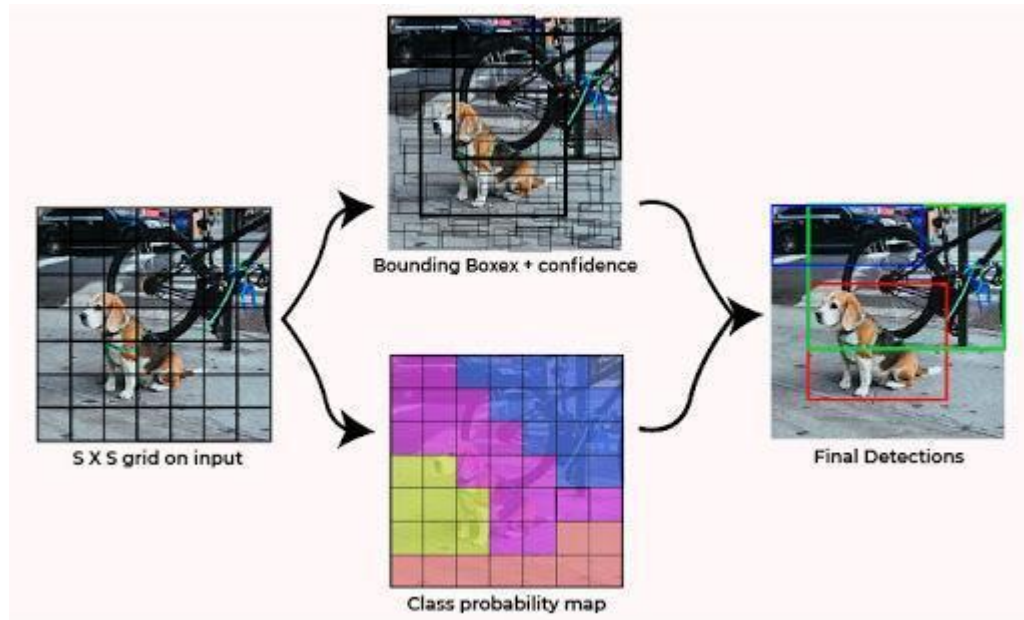 Bounding Boxex + confidence
S X S grid on input
Final Detections
Class probability map